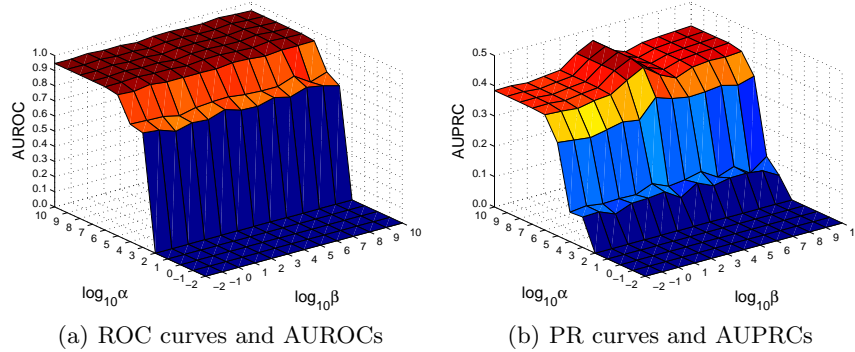 1.0
0.9
0.8
0.7
0.6
0.5
0.4
0.3
0.2
0.1
0.0
AUROC
10 9 8 7 6 5 4 3 2 1 0 −1 −2
log10α
−2 −1 0 1 2 3 4 5 6 7 8 9 10
log10β
(a) ROC curves and AUROCs
0.5
0.4
0.3
0.2
0.1
0.0
AUPRC
10 9 8 7 6 5 4 3 2 1 0 −1 −2
log10α
−2 −1 0 1 2 3 4 5 6 7 8 9 1
log10β
(b) PR curves and AUPRCs